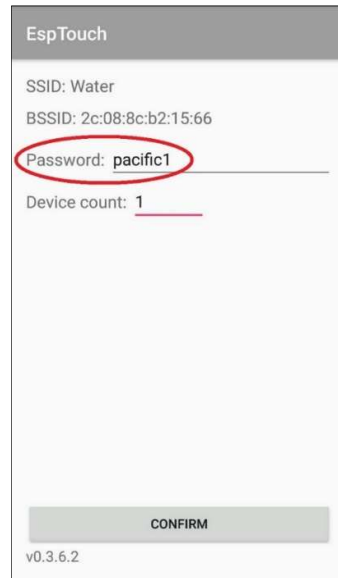 EspTouch
SSID: Water
BSSID: 2c:08:8c:b2:15:66
Password: pacific1
Device count: 1
CONFIRM
v0.3.6.2